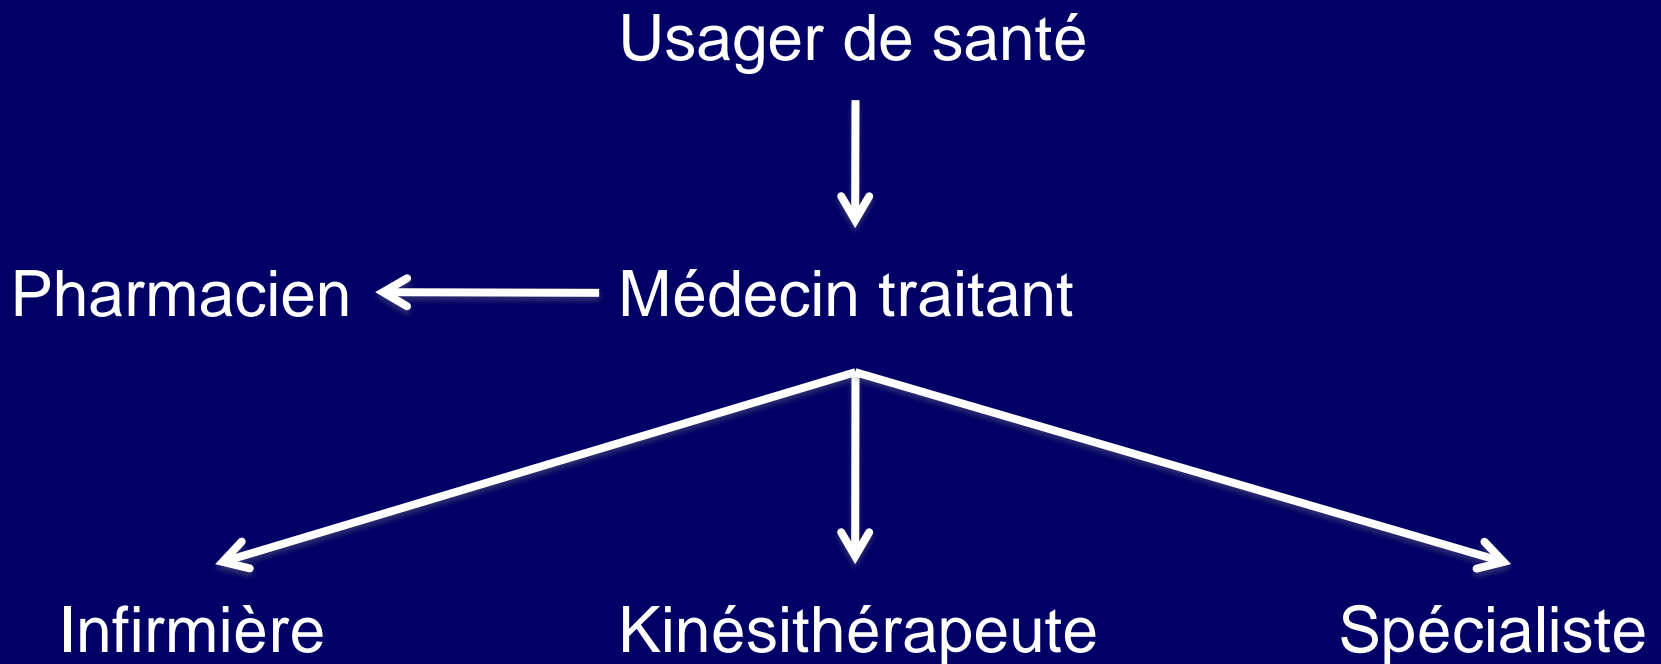 Usager de santé
Pharmacien Médecin traitant
Infirmière Kinésithérapeute Spécialiste